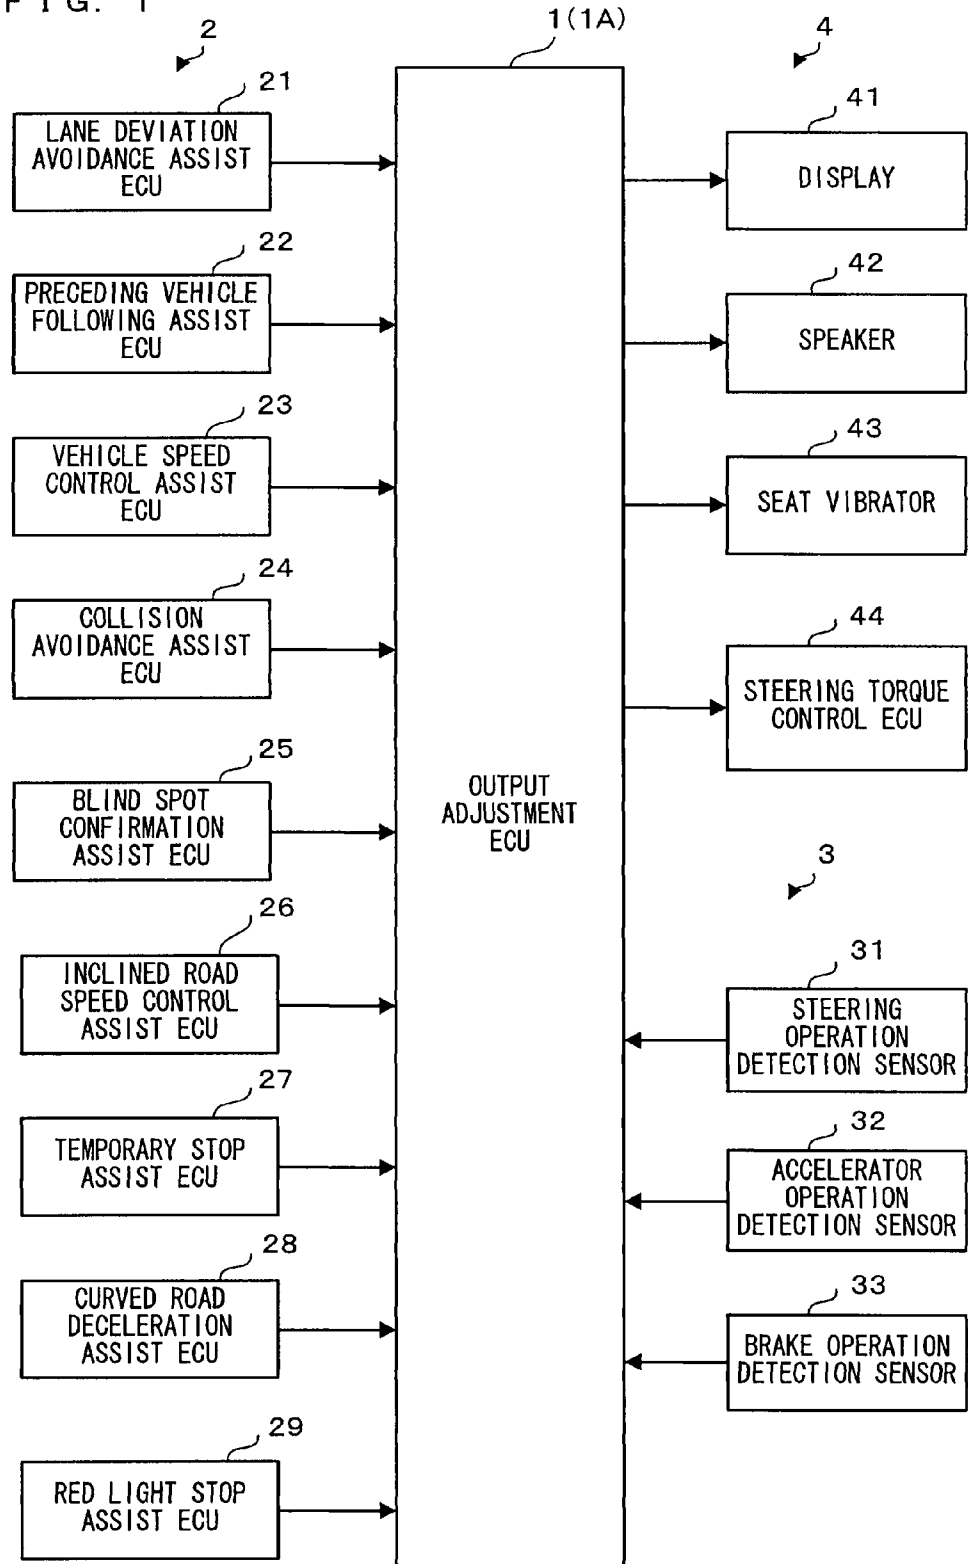 FIG. 1
2
21
LANE DEVIATION
AVOIDANCE ASSIST
ECU
22
PRECEDING VEHICLE
FOLLOWING ASSIST
ECU
23
VEHICLE SPEED
CONTROL ASSIST
ECU
24
COLLISION
AVOIDANCE ASSIST
ECU
25
BLIND SPOT
CONFIRMATION
ASSIST ECU
26
INCLINED ROAD
SPEED CONTROL
ASSIST ECU
27
TEMPORARY STOP
ASSIST ECU
28
CURVED ROAD
DECELERATION
ASSIST ECU
29
RED LIGHT STOP
ASSIST ECU
1(1A)
OUTPUT
ADJUSTMENT
ECU
4
41
DISPLAY
42
SPEAKER
43
SEAT VIBRATOR
44
STEERING TORQUE
CONTROL ECU
3
31
STEERING
OPERATION
DETECTION SENSOR
32
ACCELERATOR
OPERATION
DETECTION SENSOR
33
BRAKE OPERATION
DETECTION SENSOR